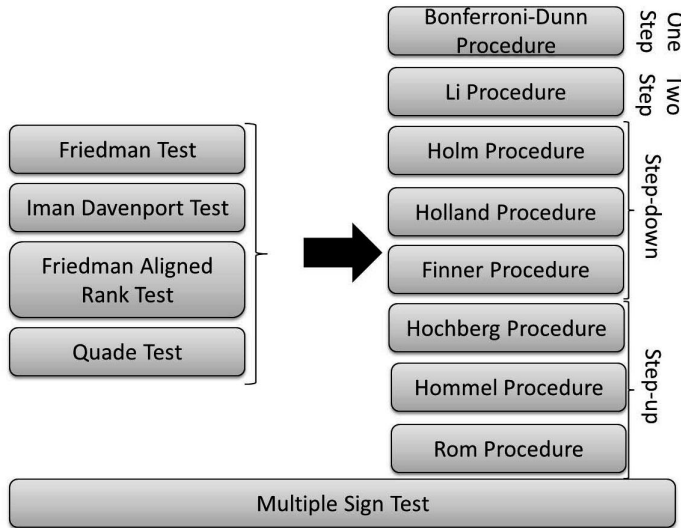 Friedman Test
Iman Davenport Test
Friedman Aligned
Rank Test
Quade Test
Bonferroni-Dunn
Procedure
One
Step
Li Procedure
Two
Step
Holm Procedure
Holland Procedure
Finner Procedure
Step-down
Hochberg Procedure
Hommel Procedure
Rom Procedure
Step-up
Multiple Sign Test